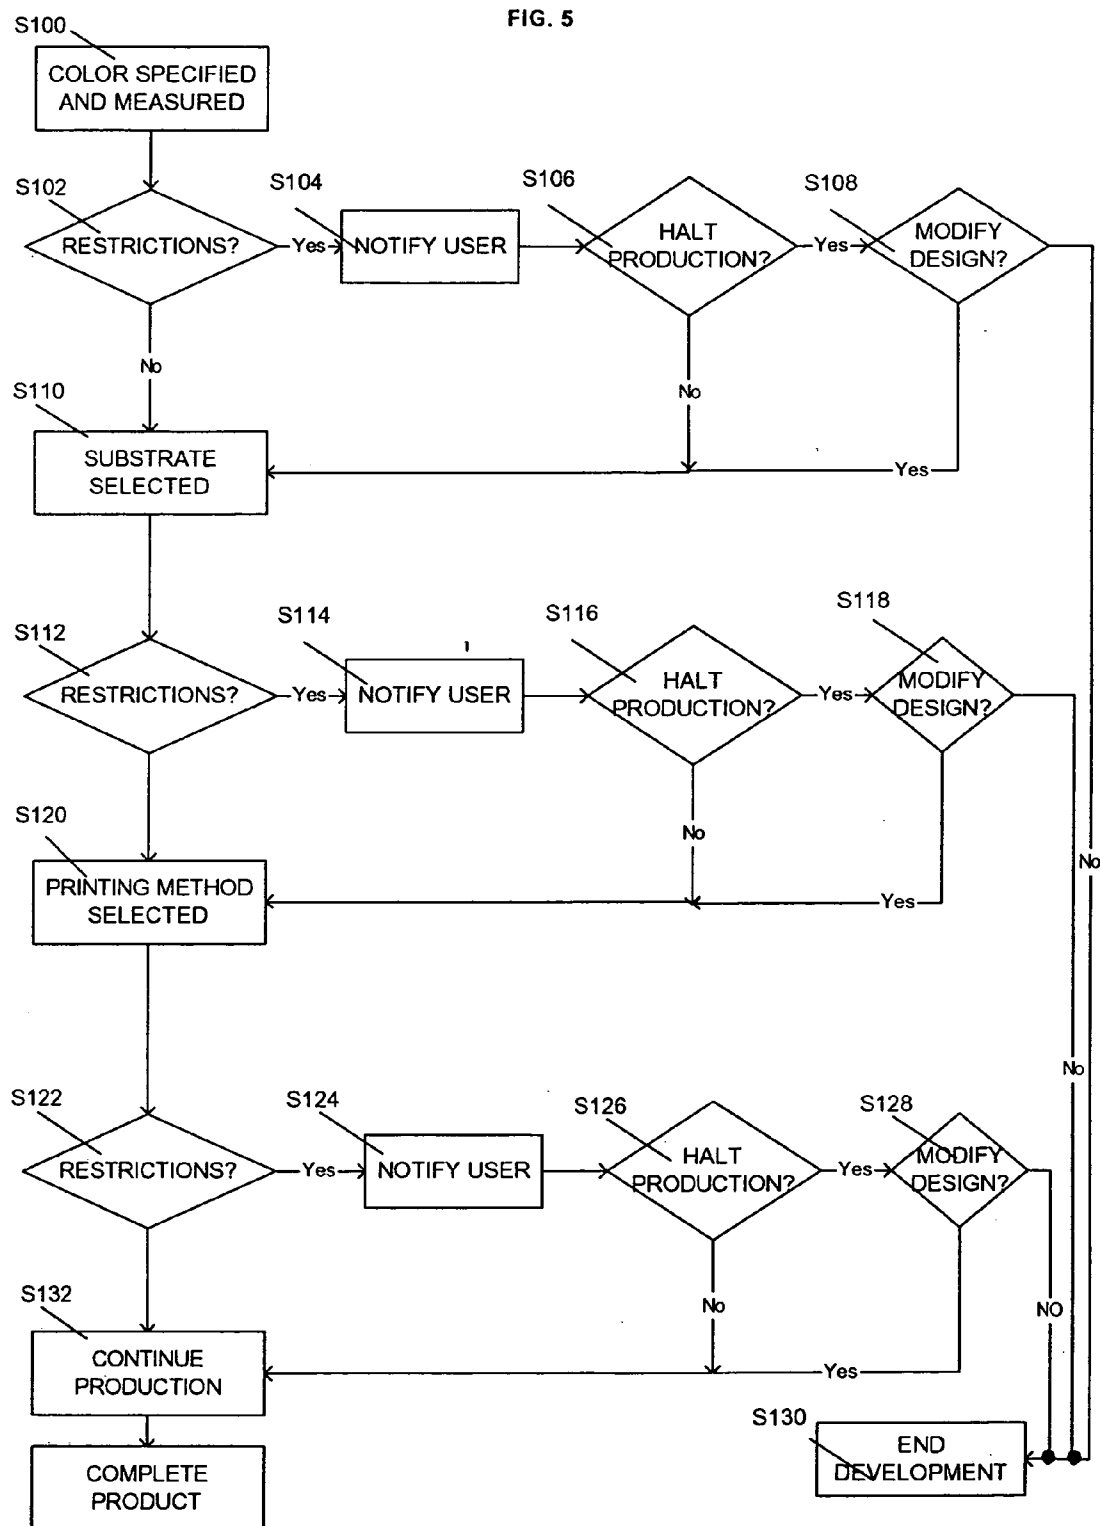 FIG. 5
S100
COLOR SPECIFIED
AND MEASURED
S102
RESTRICTIONS?
Yes
S104
NOTIFY USER
S106
HALT
PRODUCTION?
Yes
S108
MODIFY
DESIGN?
No
No
Yes
S110
SUBSTRATE
SELECTED
S112
RESTRICTIONS?
Yes
S114
NOTIFY USER
S116
HALT
PRODUCTION?
Yes
S118
MODIFY
DESIGN?
No
Yes
No
S120
PRINTING METHOD
SELECTED
No
S122
RESTRICTIONS?
Yes
S124
NOTIFY USER
S126
HALT
PRODUCTION?
Yes
S128
MODIFY
DESIGN?
No
NO
Yes
S132
CONTINUE
PRODUCTION
S130
END
DEVELOPMENT
COMPLETE
PRODUCT